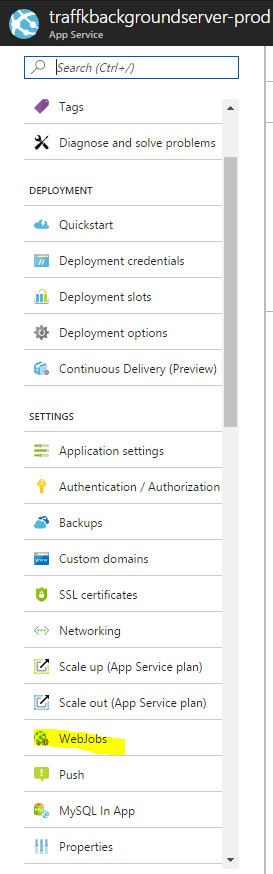 traffkbackgroundserver-prod
App Service
Search (Ctrl+/)
Tags
Diagnose and solve problems
DEPLOYMENT
Quickstart
Deployment credentials
Deployment slots
Deployment options
Continuous Delivery (Preview)
SETTINGS
Application settings
Authentication / Authorization
Backups
Custom domains
SSL certificates
Networking
Scale up (App Service plan)
Scale out (App Service plan)
WebJobs
Push
MySQL In App
Properties